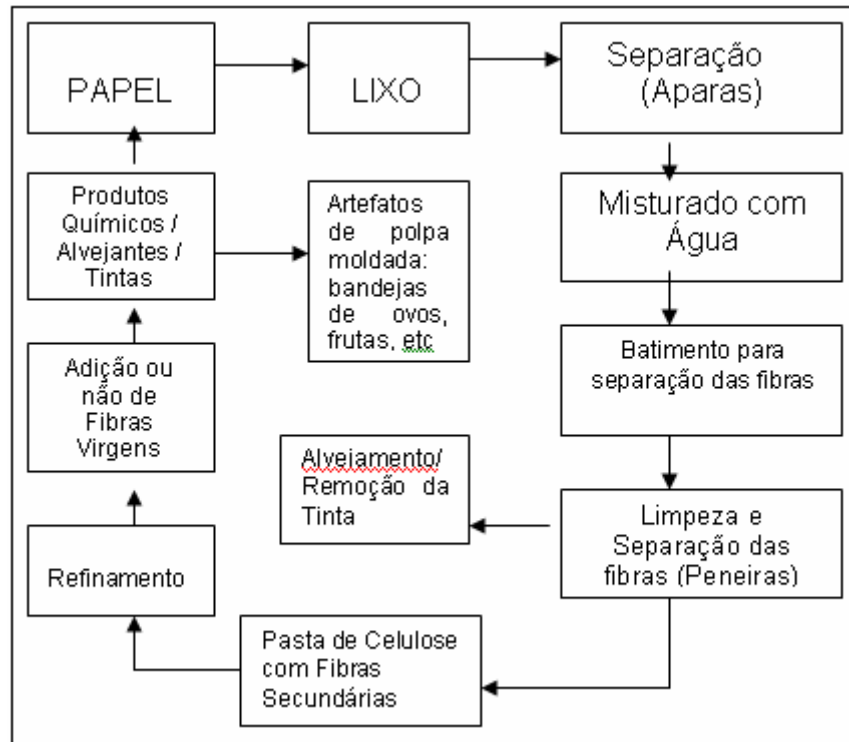 PAPEL
LIXO
Separação
(Aparas)
Produtos
Químicos /
Alvejantes /
Tintas
Artefatos
de polpa
moldada:
bandejas
de ovos,
frutas, etc
Misturado com
Água
Batimento para
separação das fibras
Adição ou
não de
Fibras
Virgens
Alvejamento/
Remoção da
Tinta
Limpeza e
Separação das
fibras (Peneiras)
Refinamento
Pasta de Celulose
com Fibras
Secundárias